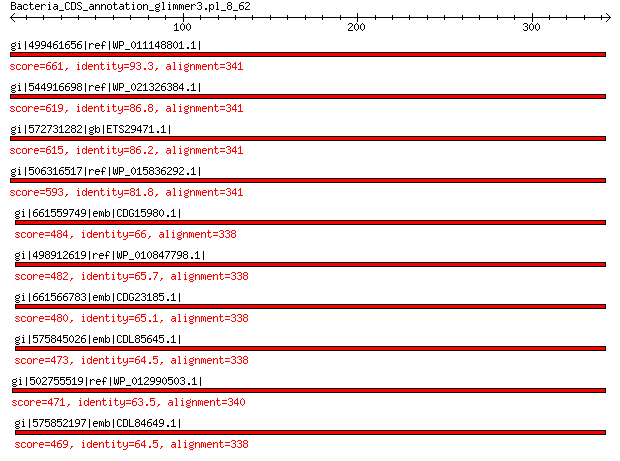 Bacteria_CDS_annotation_glimmer3.pl_8_62
100 200 300
gi|499461656|ref|WP_011148801.1|
score=661, identity=93.3, alignment=341
gi|544916698|ref|WP_021326384.1|
score=619, identity=86.8, alignment=341
gi|572731282|gb|ETS29471.1|
score=615, identity=86.2, alignment=341
gi|506316517|ref|WP_015836292.1|
score=593, identity=81.8, alignment=341
gi|661559749|emb|CDG15980.1|
score=484, identity=66, alignment=338
gi|498912619|ref|WP_010847798.1|
score=482, identity=65.7, alignment=338
gi|661566783|emb|CDG23185.1|
score=480, identity=65.1, alignment=338
gi|575845026|emb|CDL85645.1|
score=473, identity=64.5, alignment=338
gi|502755519|ref|WP_012990503.1|
score=471, identity=63.5, alignment=340
gi|575852197|emb|CDL84649.1|
score=469, identity=64.5, alignment=338